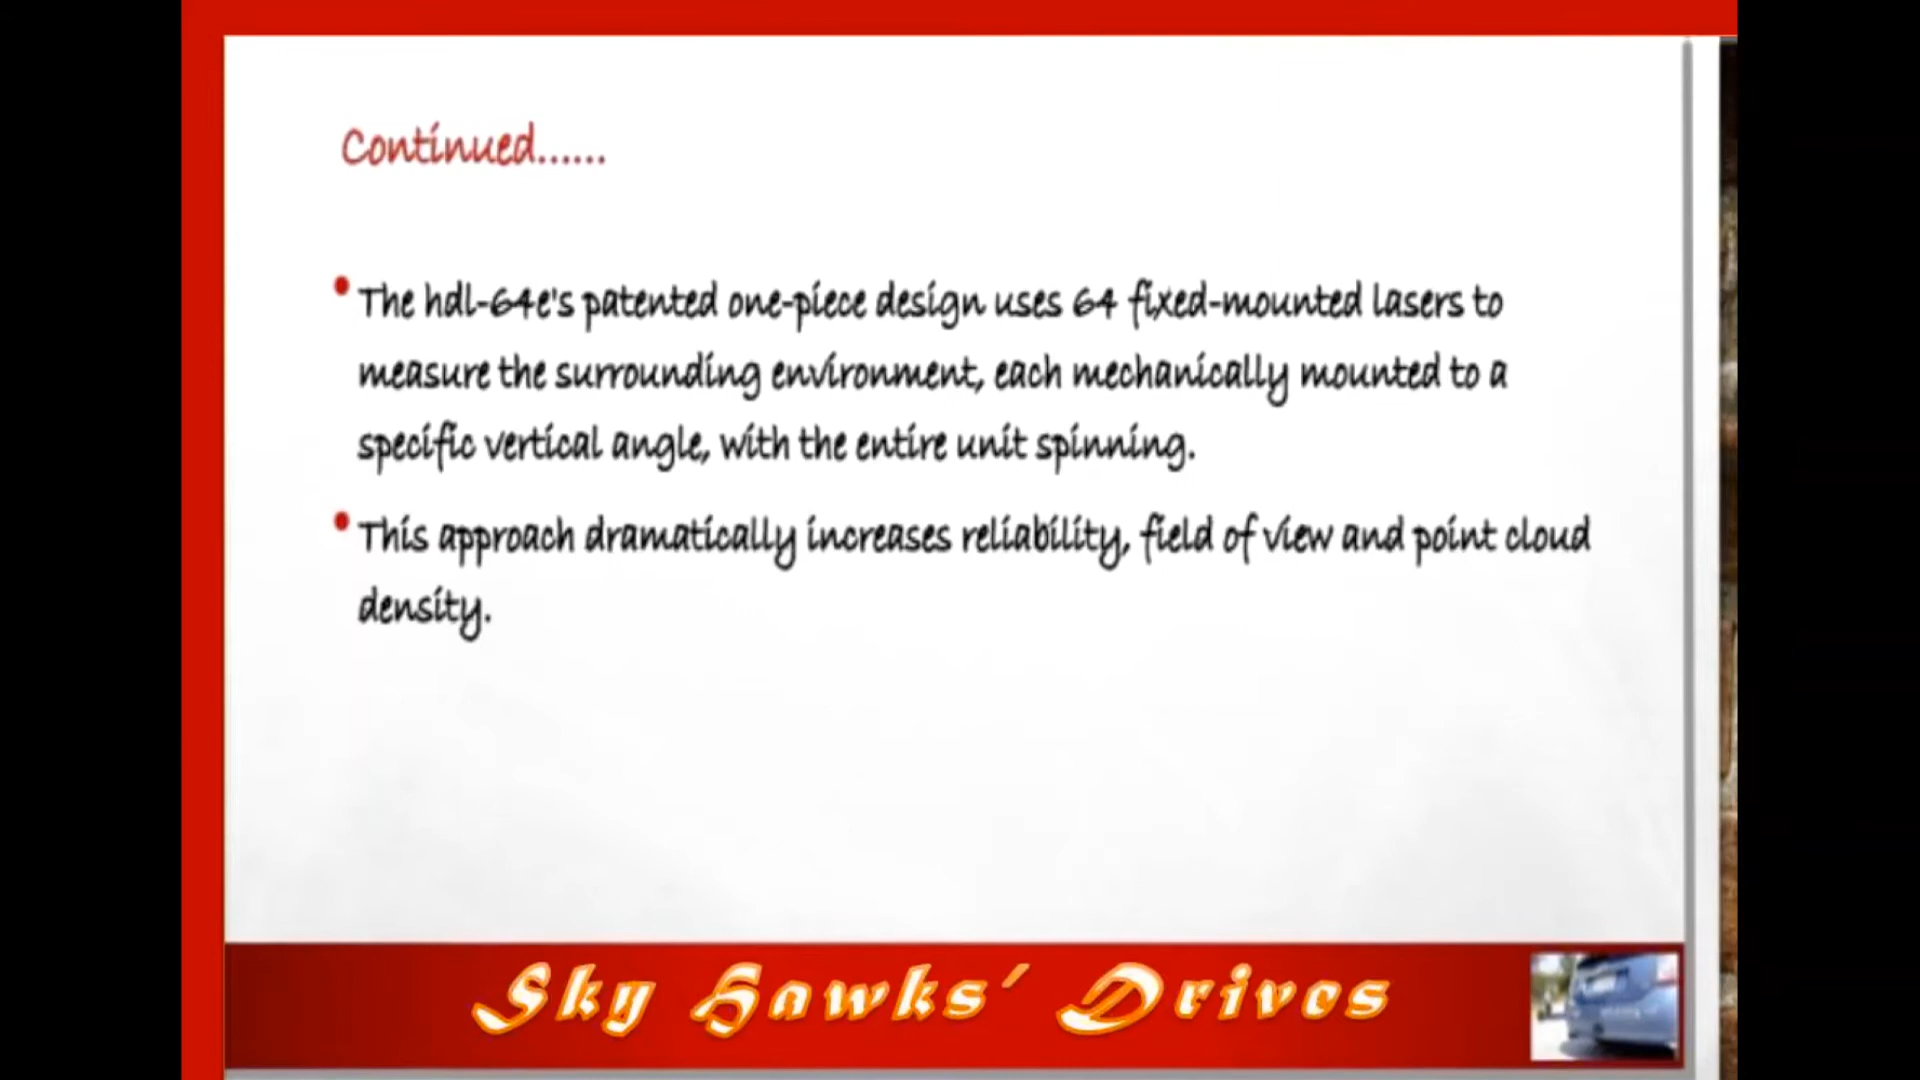 Continued......
• The hdl-64e's patented one-piece design uses 64 fixed-mounted lasers to
measure the surrounding environment, each mechanically mounted to a
specific vertical angle, with the entire unit spinning.
• This approach dramatically increases reliability, field of view and point cloud
density.
Sky Hawks' Drives